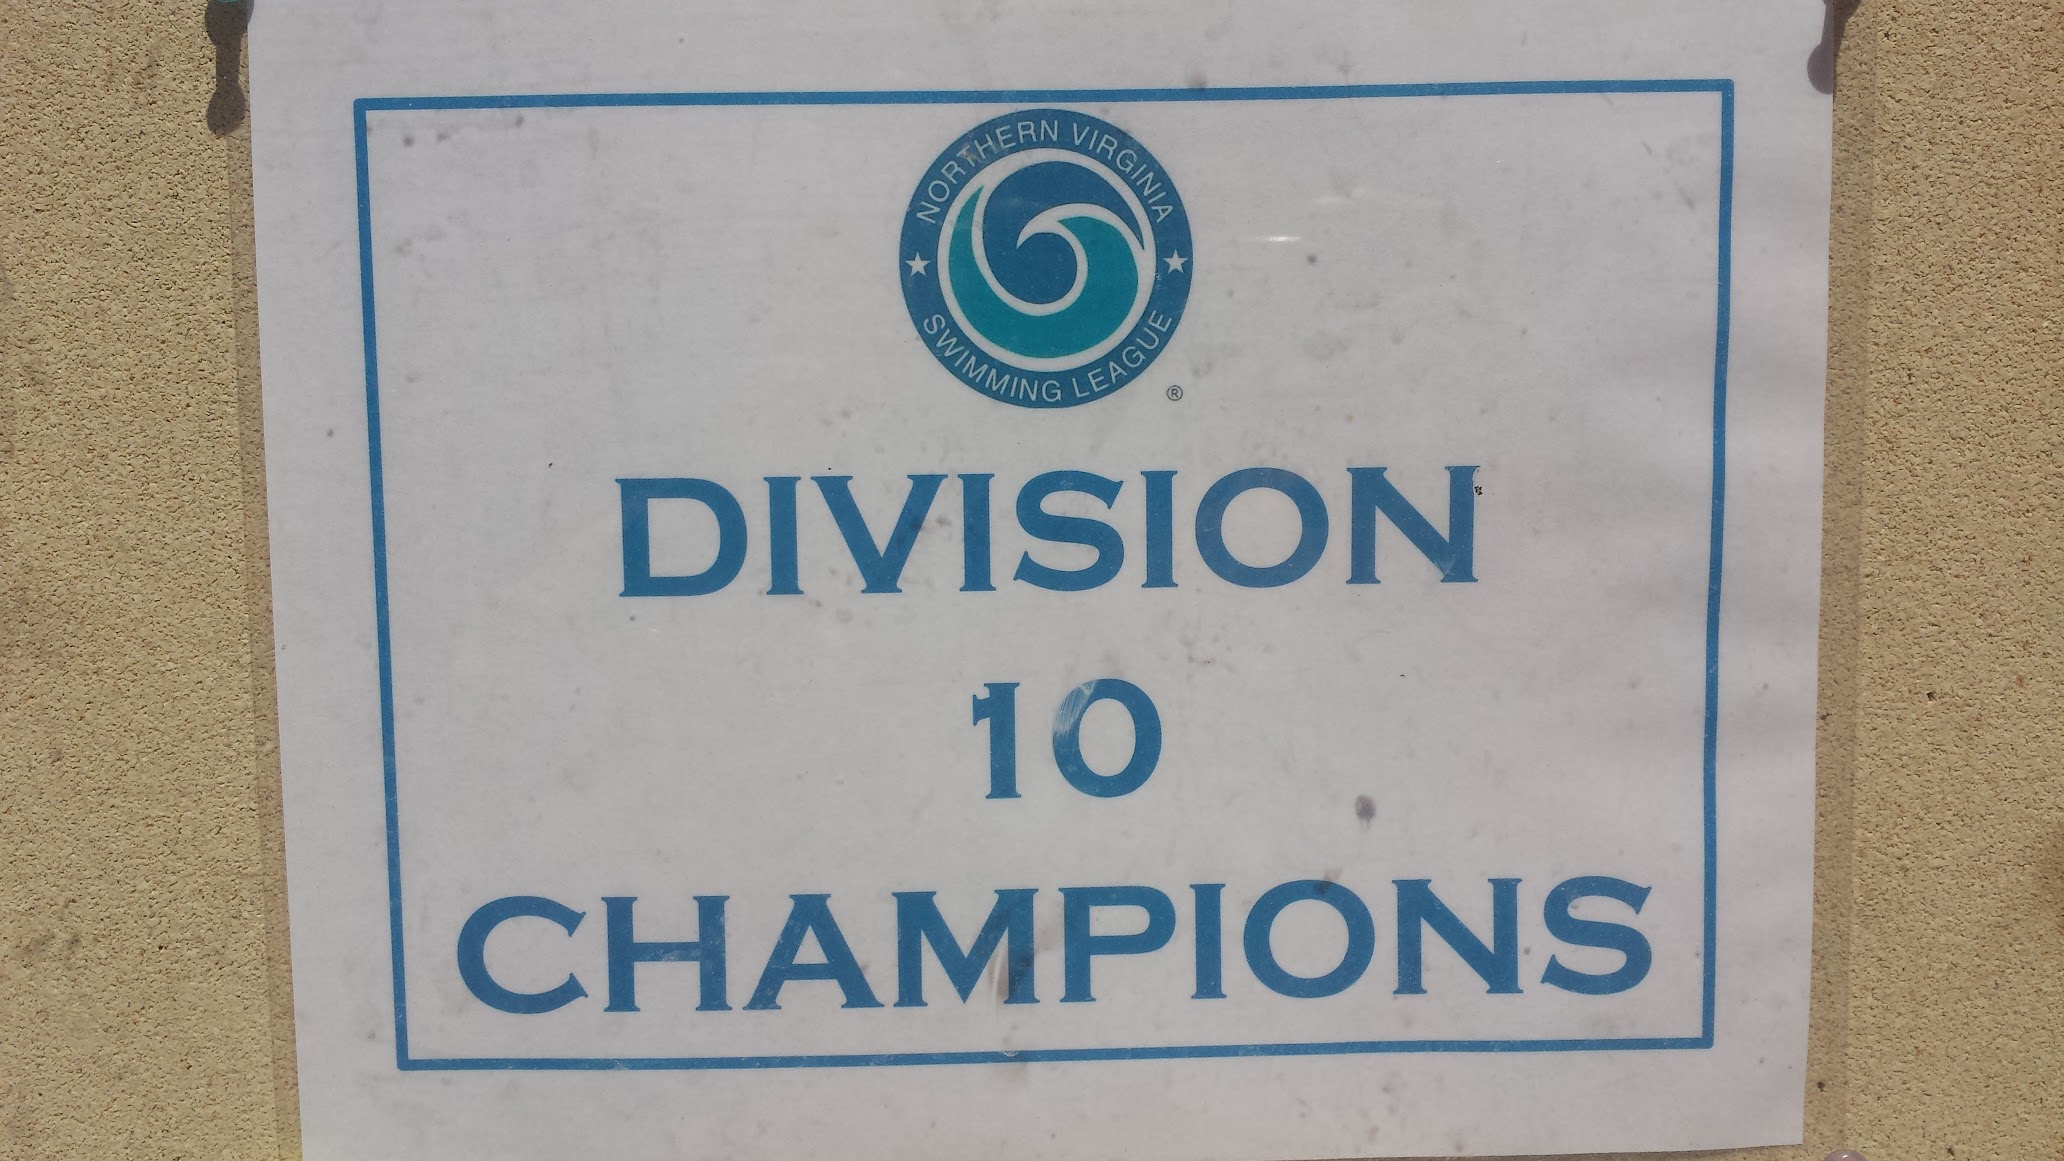 NORTHERN VIRGINIA
SWIMMING LEAGUE
®
DIVISION
10
CHAMPIONS